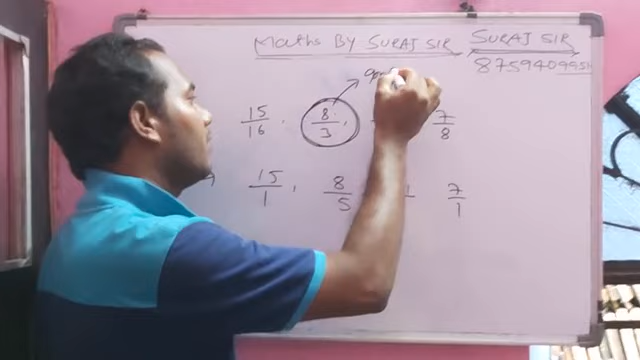 Maths By SURAJ SIR
SURAJ SIR
8759409951
15/16, 8/3, 7/8
15/1, 8/5, 7/1